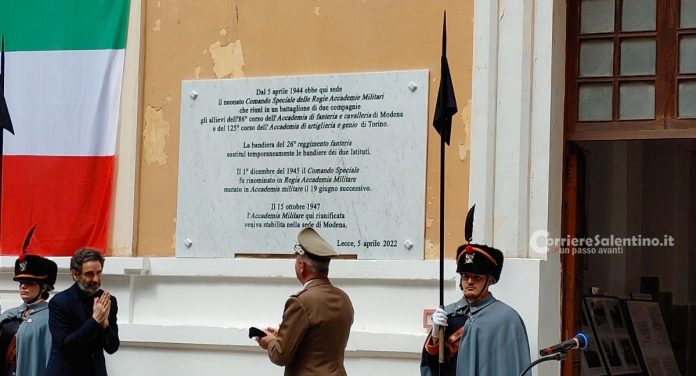 Dal 5 aprile 1944 ebbe qui sede
il neonato Comando Speciale delle Regie Accademie Militari
che riunì in un battaglione di due compagnie
gli allievi dell'86° corso dell'Accademia di fanteria e cavalleria di Modena
e del 125° corso dell'Accademia di artiglieria e genio di Torino.
La bandiera del 26° reggimento fanteria
sostituì temporaneamente le bandiere dei due Istituti.
Il 1° dicembre del 1945 il Comando Speciale
fu rinominato in Regia Accademia Militare
mutato in Accademia militare il 19 giugno successivo.
Il 15 ottobre 1947
l'Accademia Militare qui rianificata
veniva stabilita nella sede di Modena.
Lecce, 5 aprile 2022
CorriereSalentino.it
un passo avanti